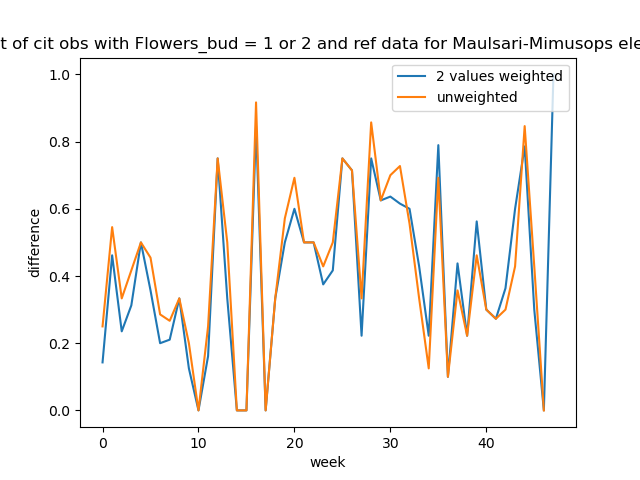 t of cit obs with Flowers_bud = 1 or 2 and ref data for Maulsari-Mimusops ele
2 values weighted
unweighted
1.0
0.8
0.6
0.4
0.2
0.0
difference
0 10 20 30 40
week